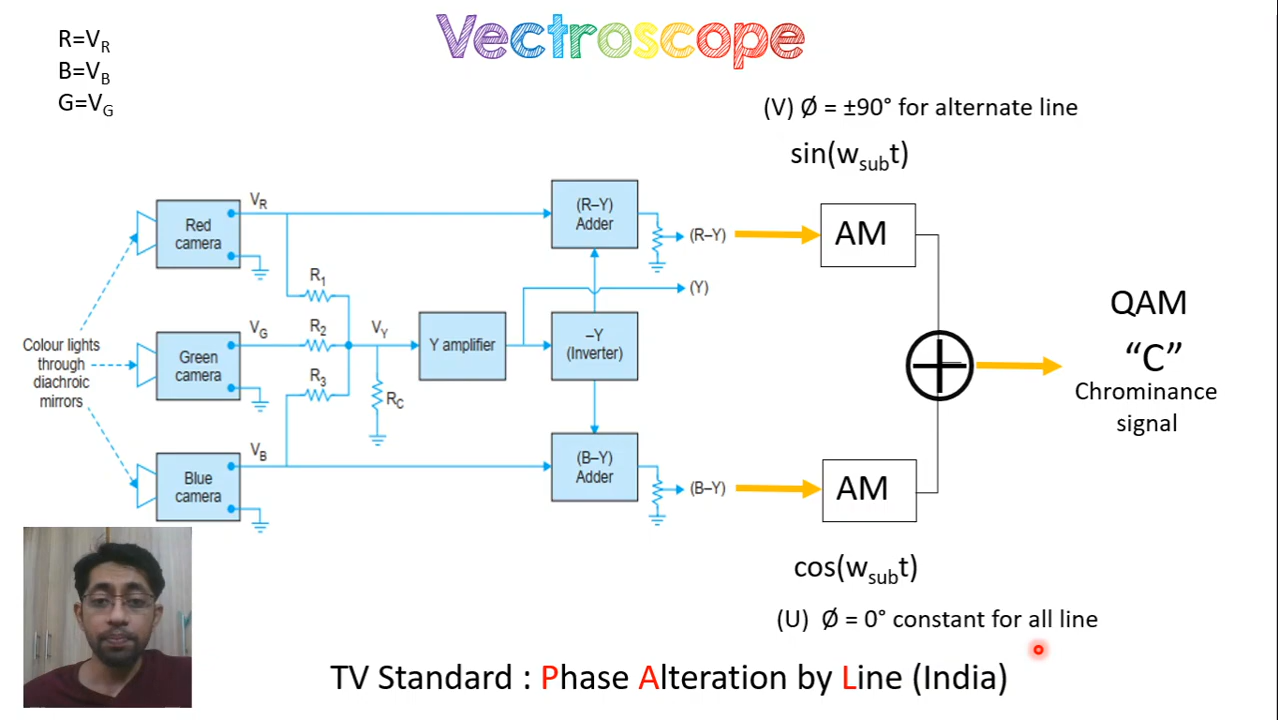 Vectroscope
R=VR
B=VB
G=VG
(V) Ø = ±90° for alternate line
sin(wsubt)
Red
camera
VR
(R–Y)
Adder
(R–Y)
AM
R1
(Y)
Colour lights
through
diachroic
mirrors
Green
camera
VG
R2
VY
Y amplifier
–Y
(Inverter)
R3
RC
QAM
“C”
Chrominance
signal
Blue
camera
VB
(B–Y)
Adder
(B–Y)
AM
cos(wsubt)
(U) Ø = 0° constant for all line
TV Standard : Phase Alteration by Line (India)